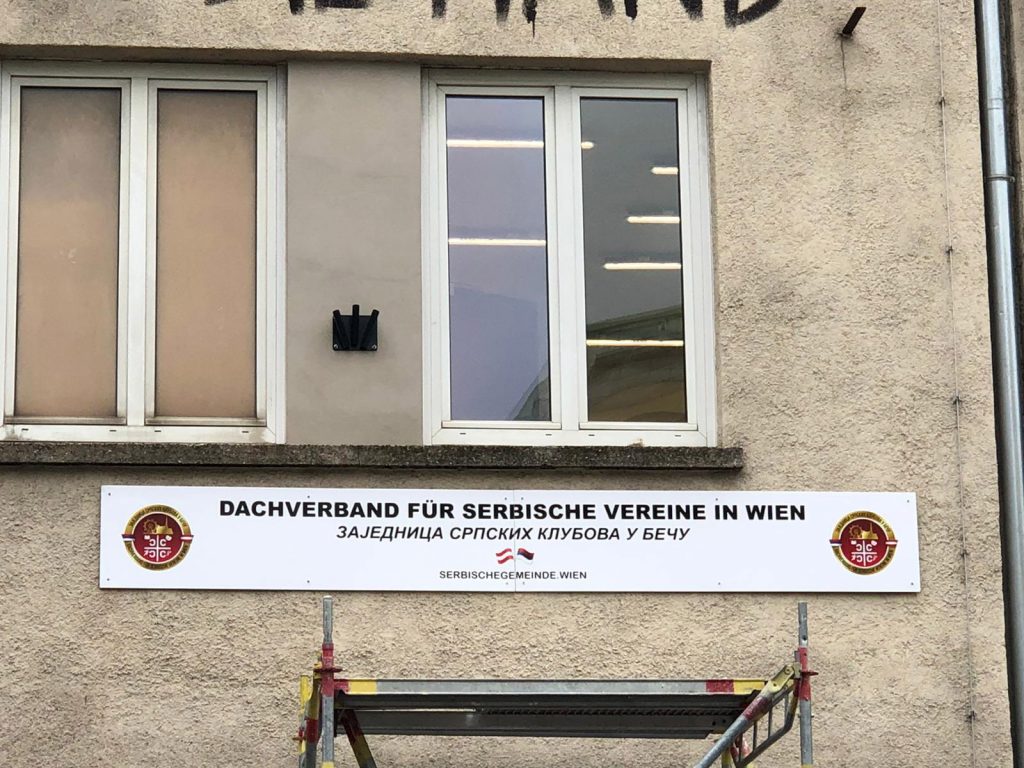 DACHVERBAND FÜR SERBISCHE VEREINE IN WIEN
ЗАЈЕДНИЦА СРПСКИХ КЛУБОВА У БЕЧУ
SERBISCHEGEMEINDE.WIEN